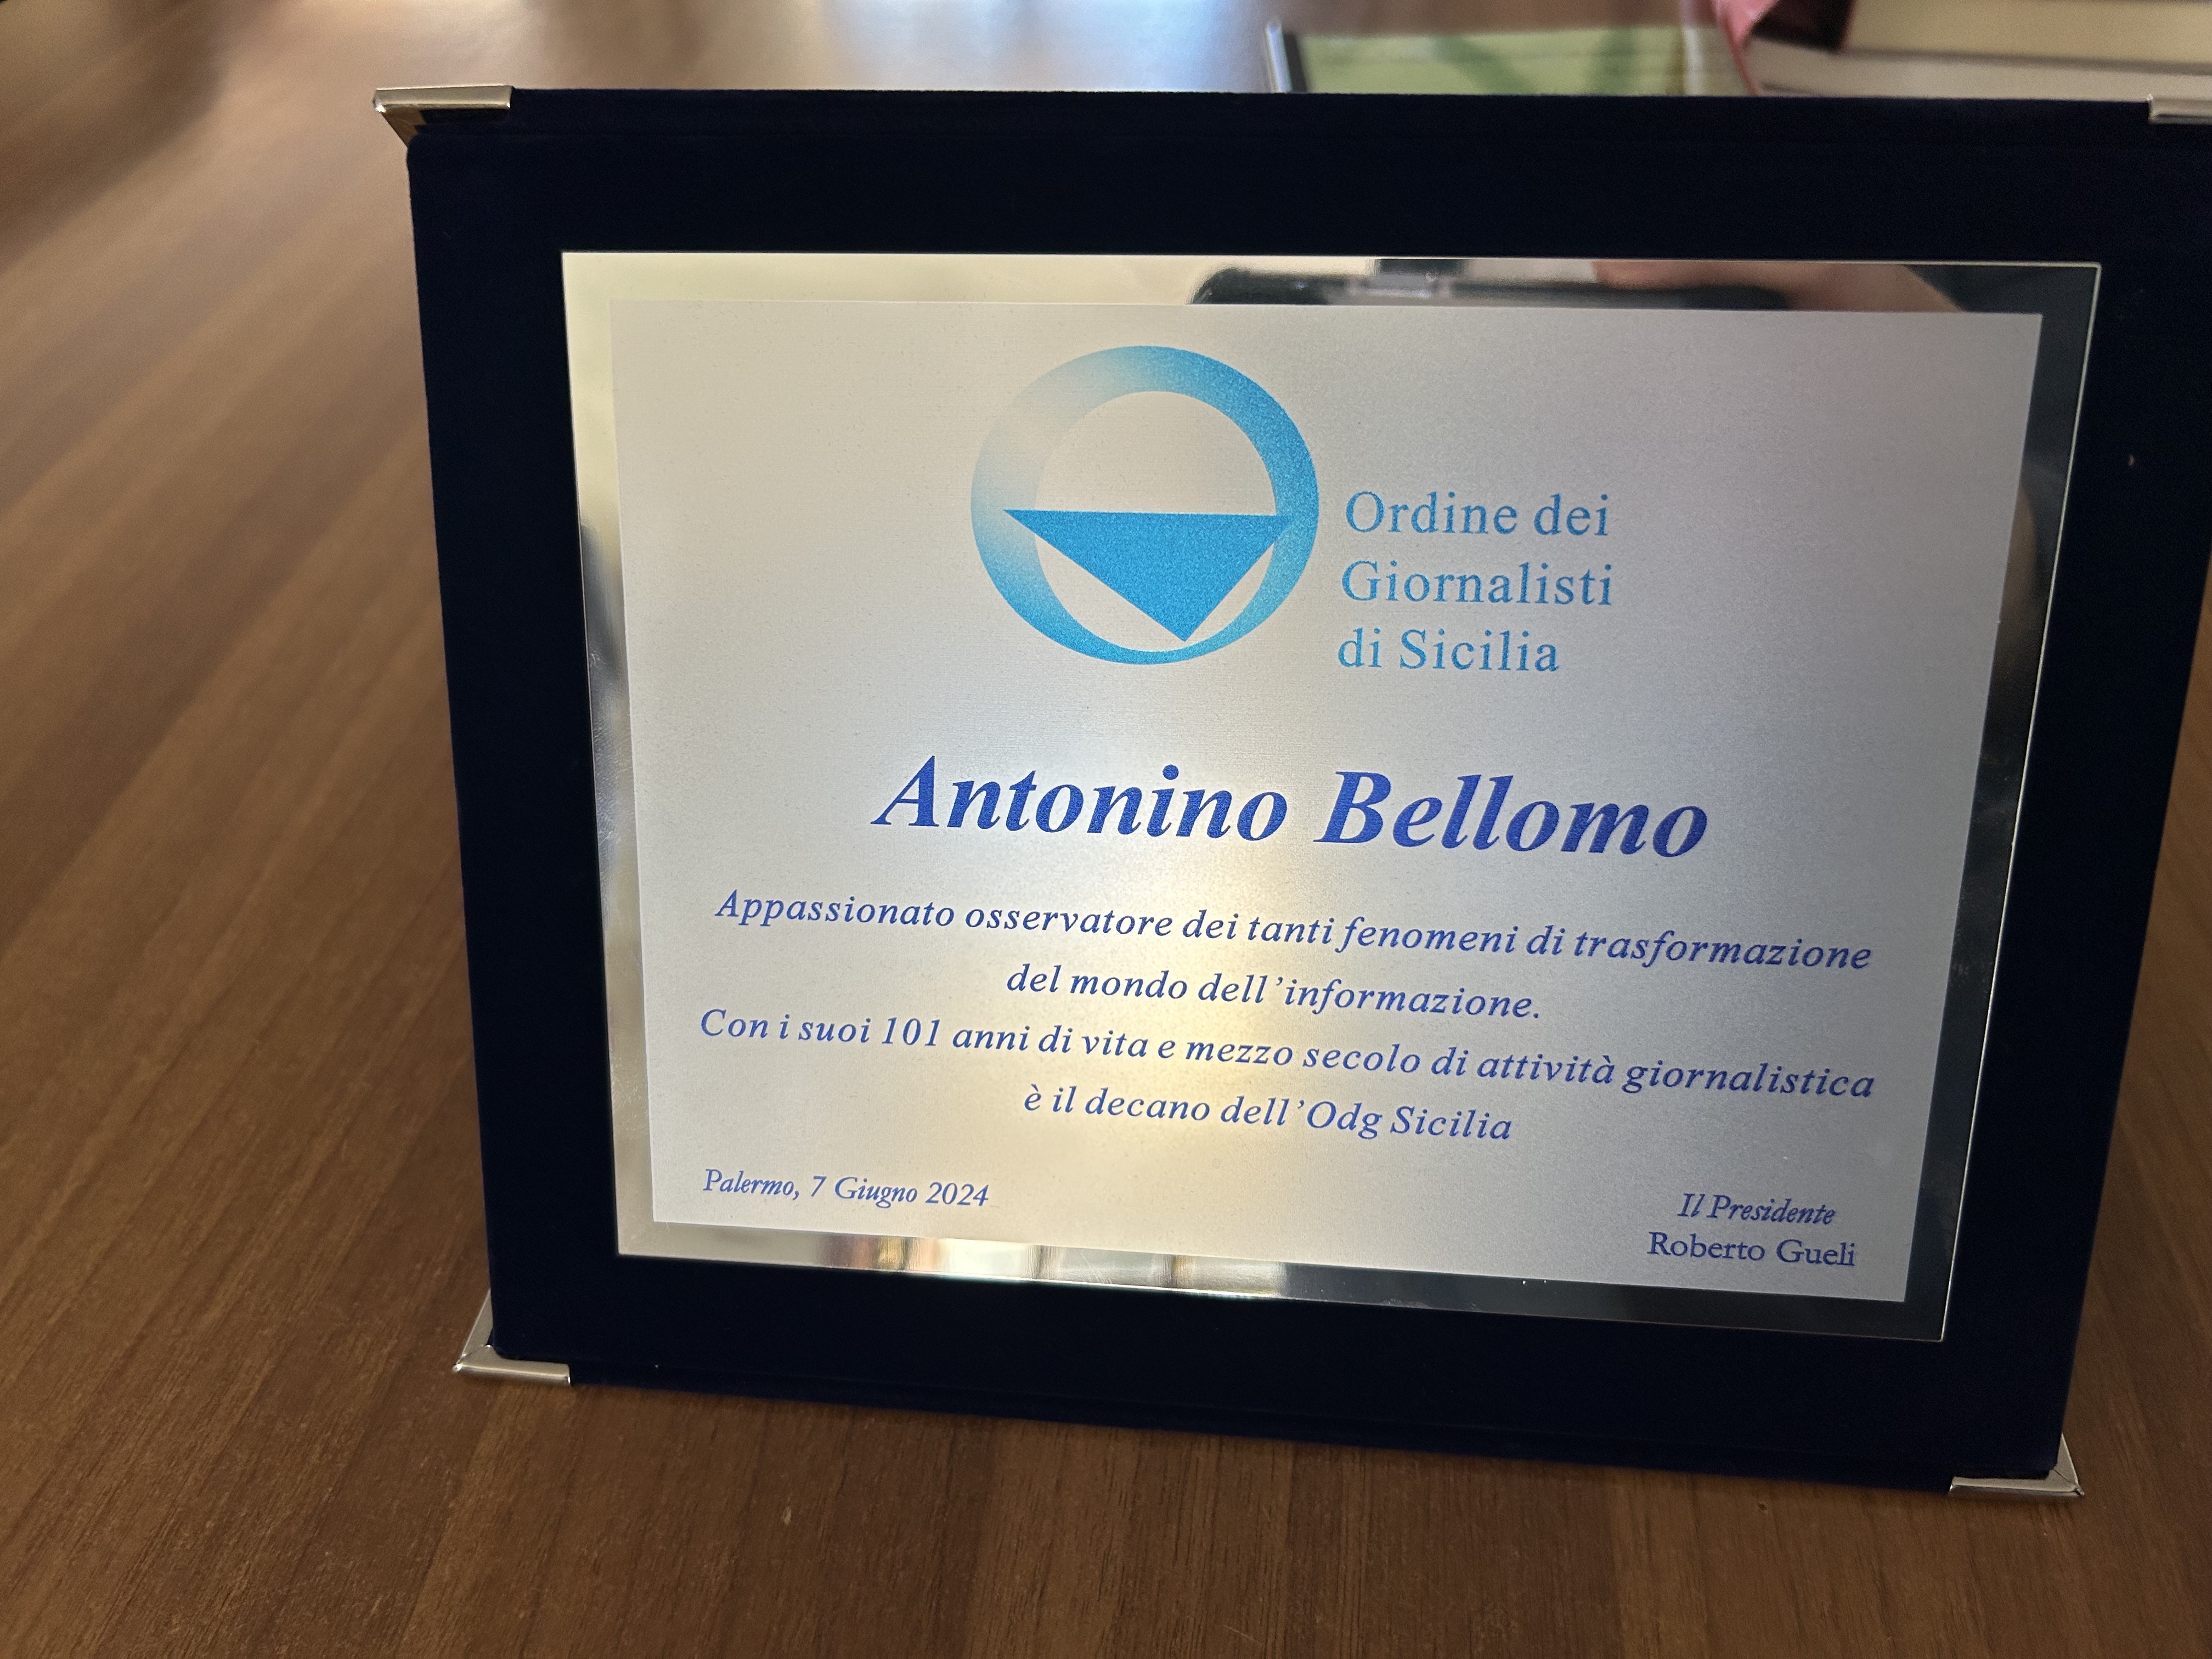 Ordine dei
Giornalisti
di Sicilia
Antonino Bellomo
Appassionato osservatore dei tanti fenomeni di trasformazione
del mondo dell'informazione.
Con i suoi 101 anni di vita e mezzo secolo di attività giornalistica
è il decano dell'Odg Sicilia
Palermo, 7 Giugno 2024
Il Presidente
Roberto Gueli